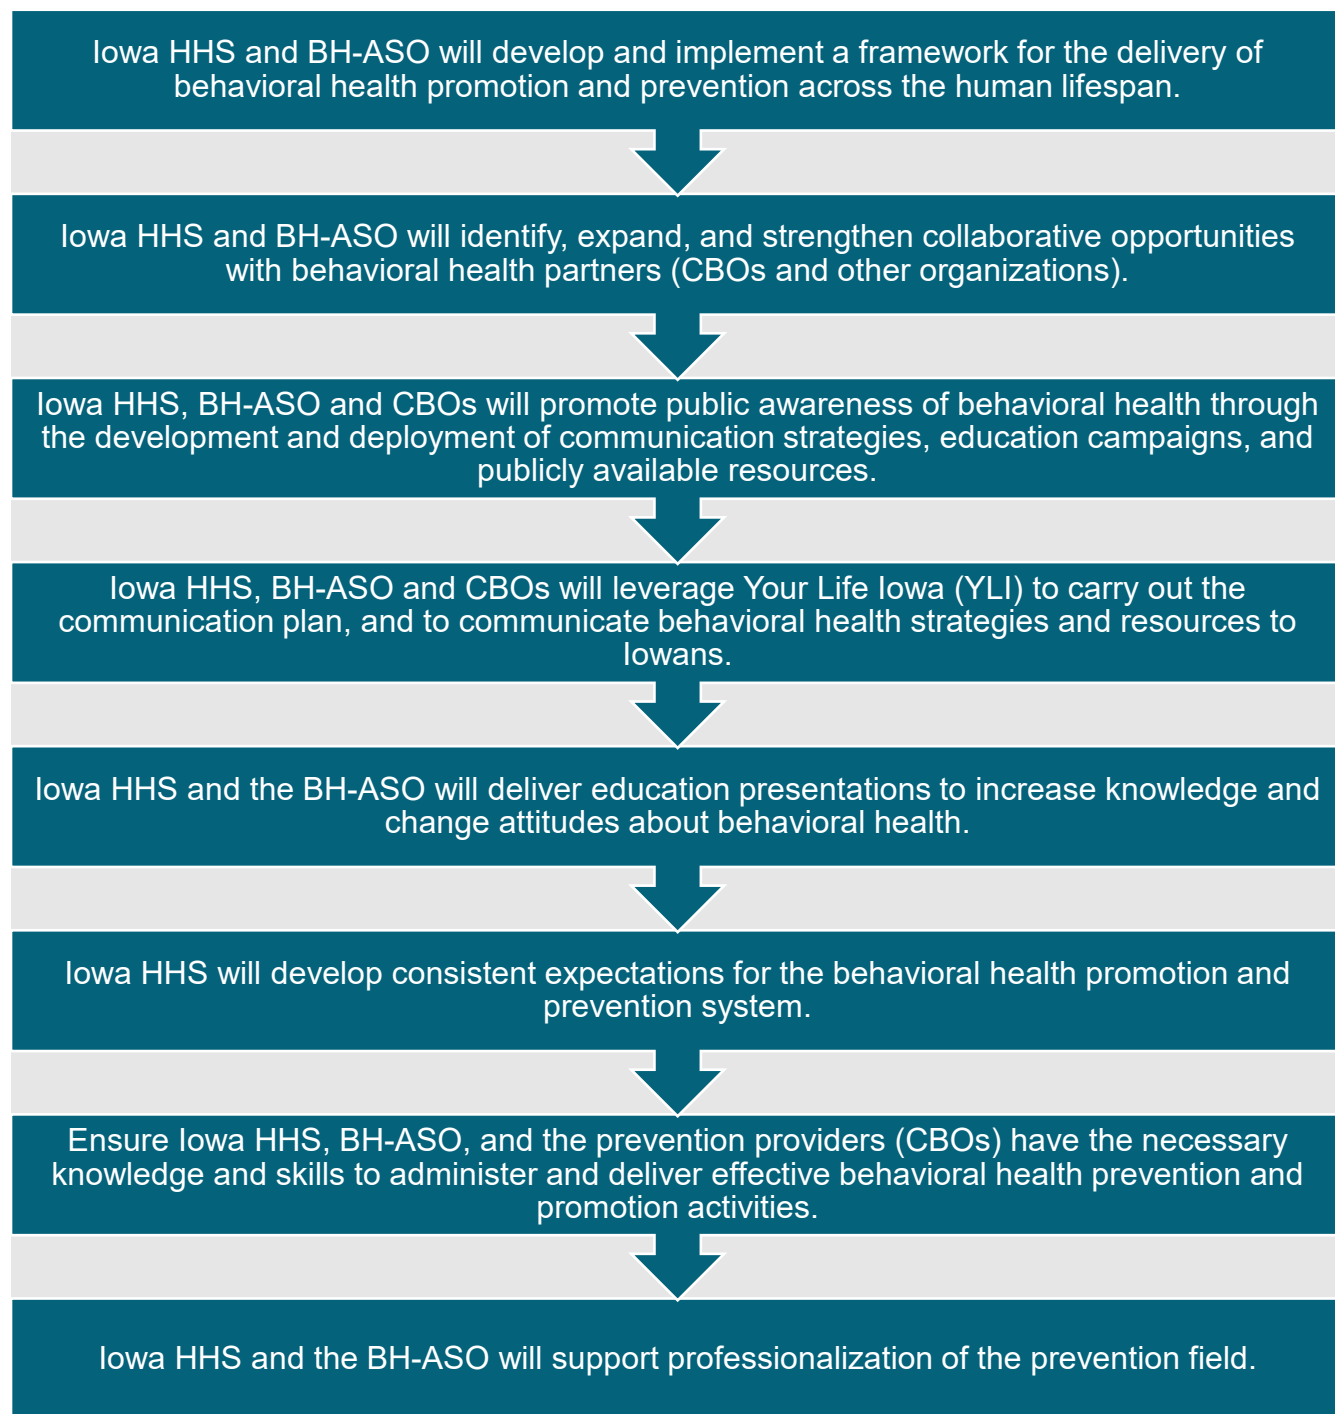 Iowa HHS and BH-ASO will develop and implement a framework for the delivery of
behavioral health promotion and prevention across the human lifespan.
Iowa HHS and BH-ASO will identify, expand, and strengthen collaborative opportunities
with behavioral health partners (CBOs and other organizations).
Iowa HHS, BH-ASO and CBOs will promote public awareness of behavioral health through
the development and deployment of communication strategies, education campaigns, and
publicly available resources.
Iowa HHS, BH-ASO and CBOs will leverage Your Life Iowa (YLI) to carry out the
communication plan, and to communicate behavioral health strategies and resources to
Iowans.
Iowa HHS and the BH-ASO will deliver education presentations to increase knowledge and
change attitudes about behavioral health.
Iowa HHS will develop consistent expectations for the behavioral health promotion and
prevention system.
Ensure Iowa HHS, BH-ASO, and the prevention providers (CBOs) have the necessary
knowledge and skills to administer and deliver effective behavioral health prevention and
promotion activities.
Iowa HHS and the BH-ASO will support professionalization of the prevention field.